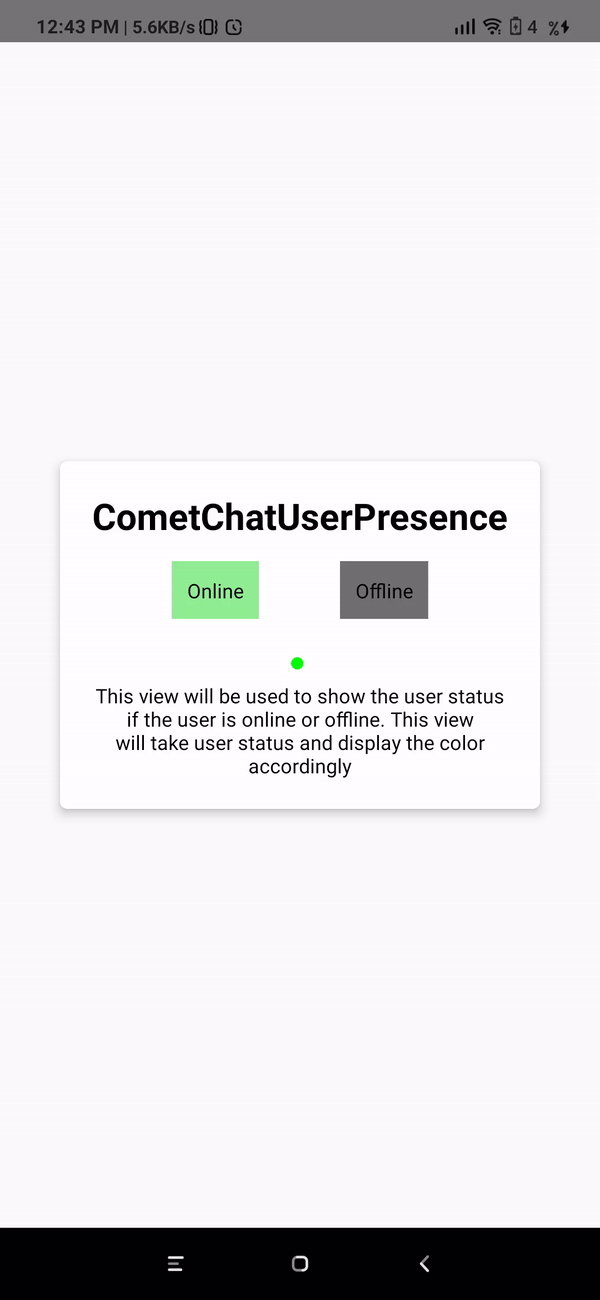 12:43 PM | 5.6KB/s 4 %
CometChatUserPresence
Online Offline
This view will be used to show the user status
if the user is online or offline. This view
will take user status and display the color
accordingly